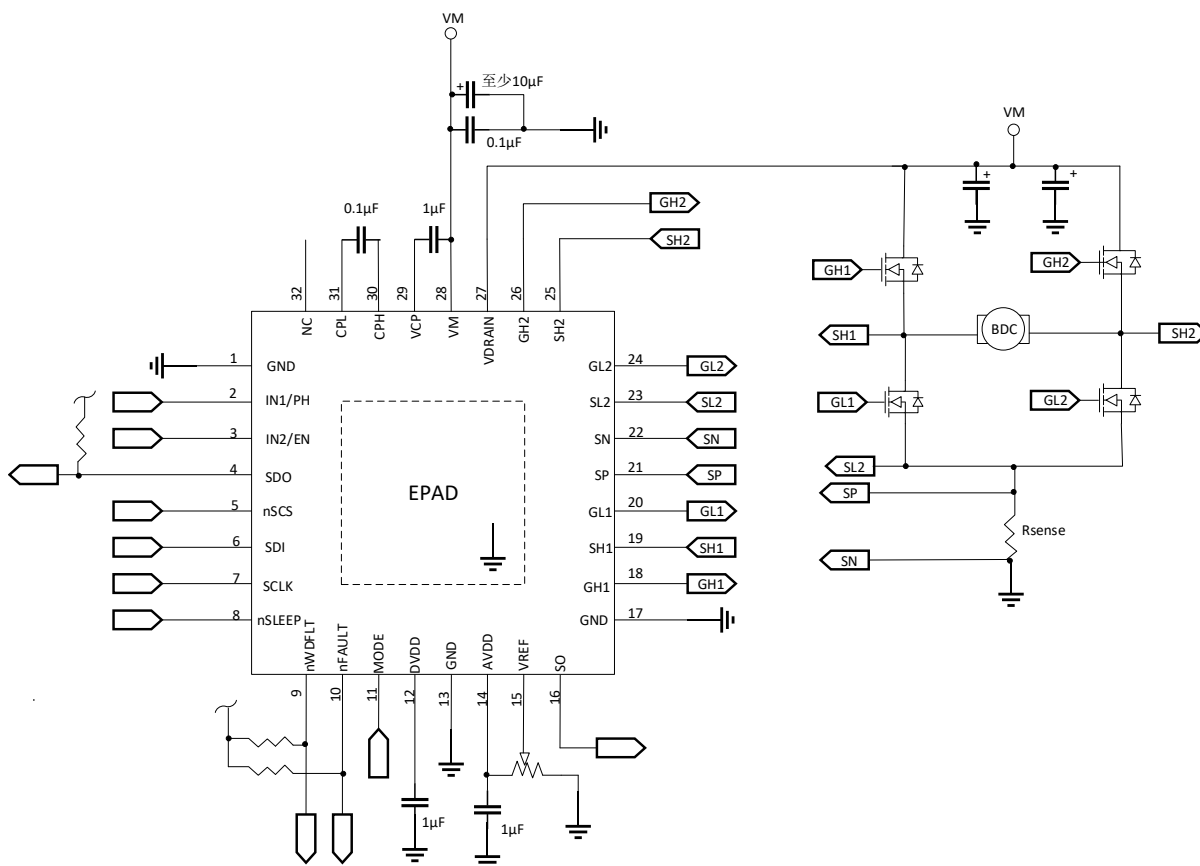 VM
至少10μF
0.1μF
VM
0.1μF
1μF
GH2
SH2
32
31
30
29
28
27
26
25
NC
CPL
CPH
VCP
VM
VDRAIN
GH2
SH2
GH1
GH2
SH1
BDC
SH2
GL1
GL2
SL2
SP
Rsense
SN
1
GND
2
IN1/PH
3
IN2/EN
4
SDO
5
nSCS
6
SDI
7
SCLK
8
nSLEEP
EPAD
GL2
24
GL2
SL2
23
SL2
SN
22
SN
SP
21
SP
GL1
20
GL1
SH1
19
SH1
GH1
18
GH1
GND
17
nWDFLT
nFAULT
MODE
DVDD
GND
AVDD
VREF
SO
9
10
11
12
13
14
15
16
1μF
1μF